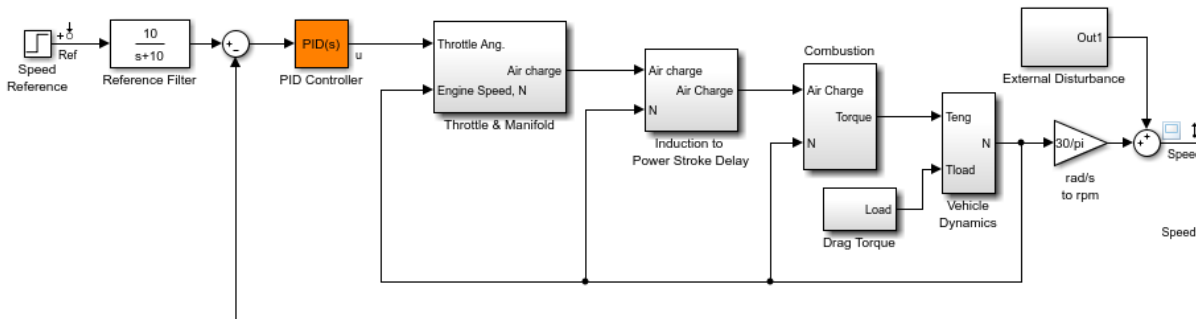 Ref
Speed
Reference
10
s+10
Reference Filter
+
-
PID(s)
u
PID Controller
Throttle Ang.
Air charge
Engine Speed, N
Throttle & Manifold
Air charge
Air Charge
N
Induction to
Power Stroke Delay
Combustion
Air Charge
Torque
N
Load
Drag Torque
Teng
N
Tload
Vehicle
Dynamics
30/pi
rad/s
to rpm
Out1
External Disturbance
+
+
Speed